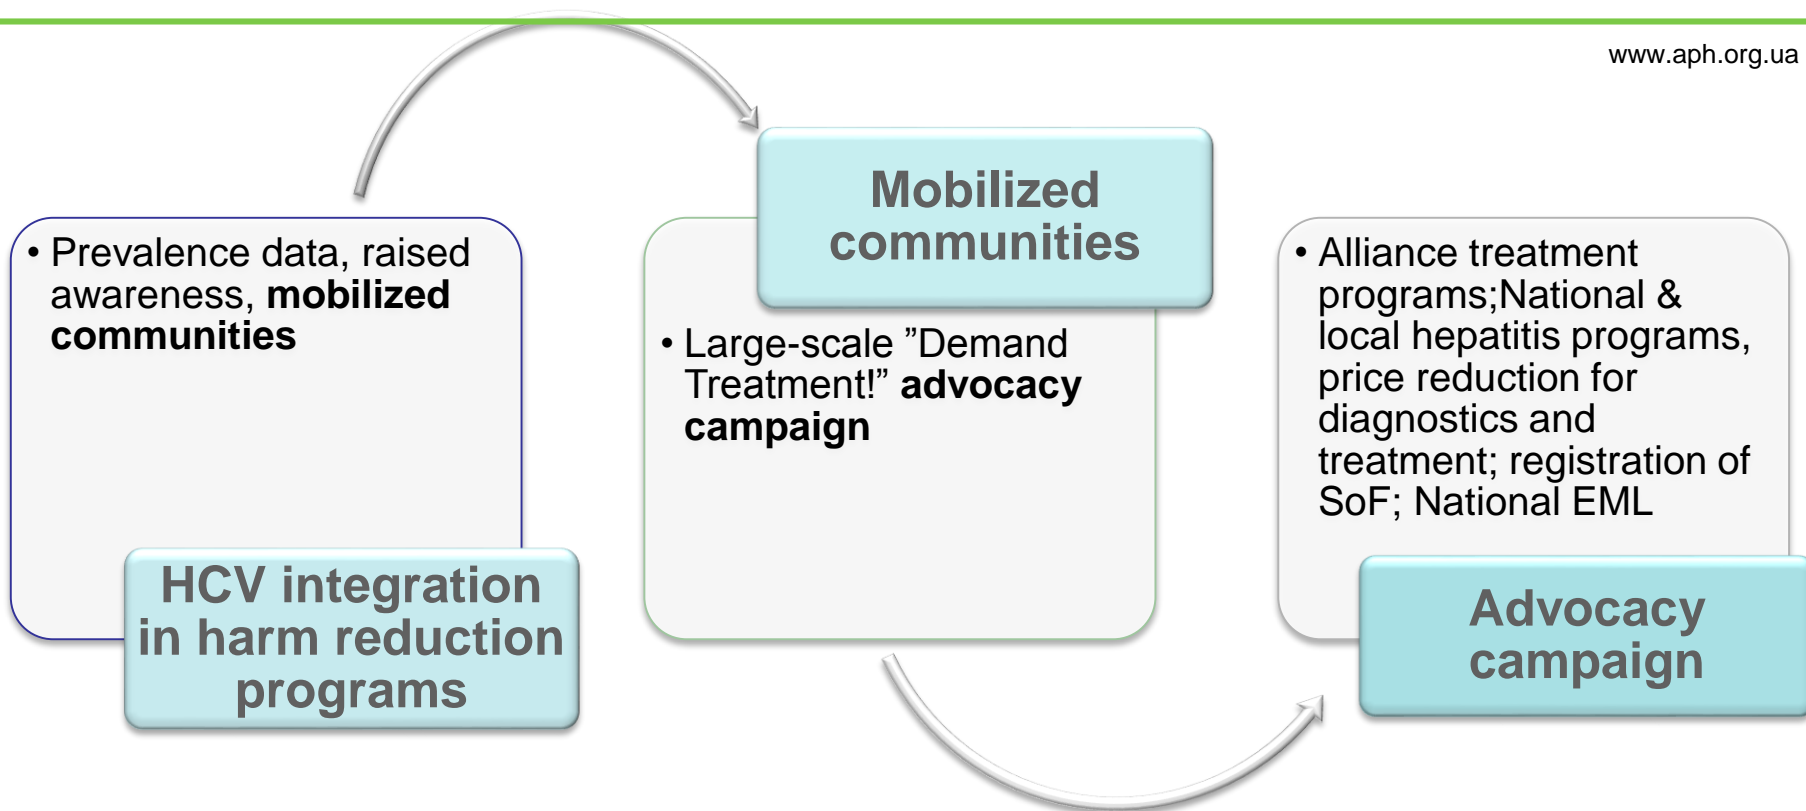 www.aph.org.ua
• Prevalence data, raised
awareness, mobilized
communities
HCV integration
in harm reduction
programs
Mobilized
communities
• Large-scale ”Demand
Treatment!” advocacy
campaign
• Alliance treatment
programs;National &
local hepatitis programs,
price reduction for
diagnostics and
treatment; registration of
SoF; National EML
Advocacy
campaign